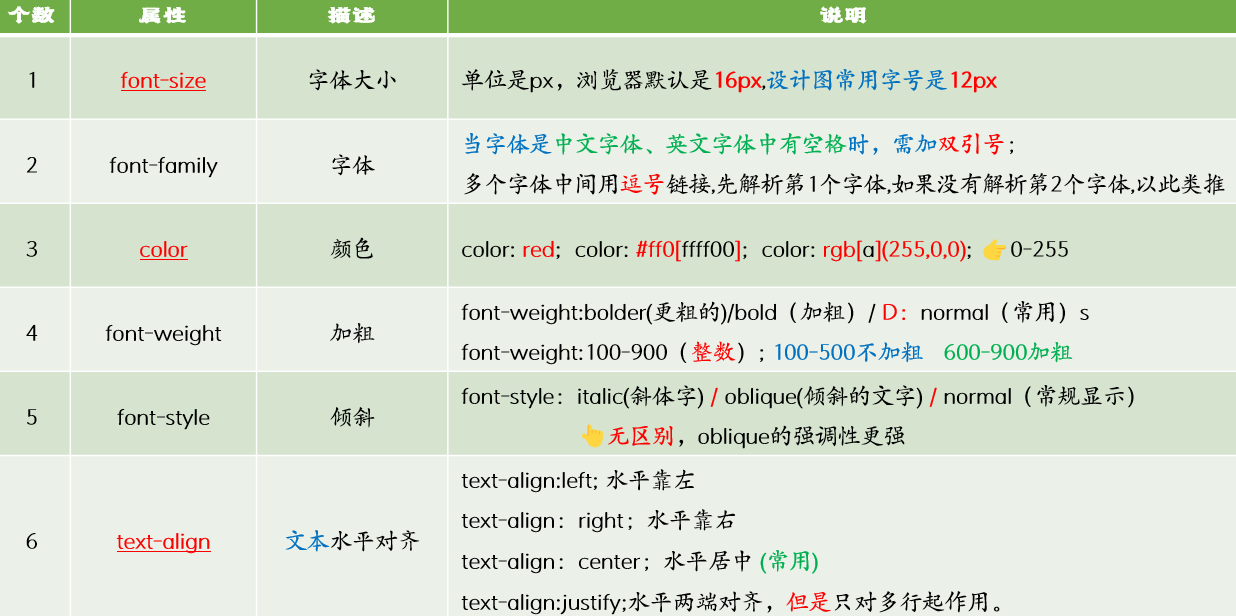 个数 属性 描述 说明
1 font-size 字体大小 单位是px，浏览器默认是16px,设计图常用字号是12px
2 font-family 字体 当字体是中文字体、英文字体中有空格时，需加双引号；
多个字体中间用逗号链接,先解析第1个字体,如果没有解析第2个字体,以此类推
3 color 颜色 color: red；color: #ff0[ffff00]；color: rgb[a](255,0,0)；👉0-255
4 font-weight 加粗 font-weight:bolder(更粗的)/bold（加粗）/ D：normal（常用）s
font-weight:100-900（整数）; 100-500不加粗 600-900加粗
5 font-style 倾斜 font-style：italic(斜体字) / oblique(倾斜的文字) / normal（常规显示）
👆无区别，oblique的强调性更强
6 text-align 文本水平对齐 text-align:left; 水平靠左
text-align：right；水平靠右
text-align：center；水平居中 (常用)
text-align:justify;水平两端对齐，但是只对多行起作用。